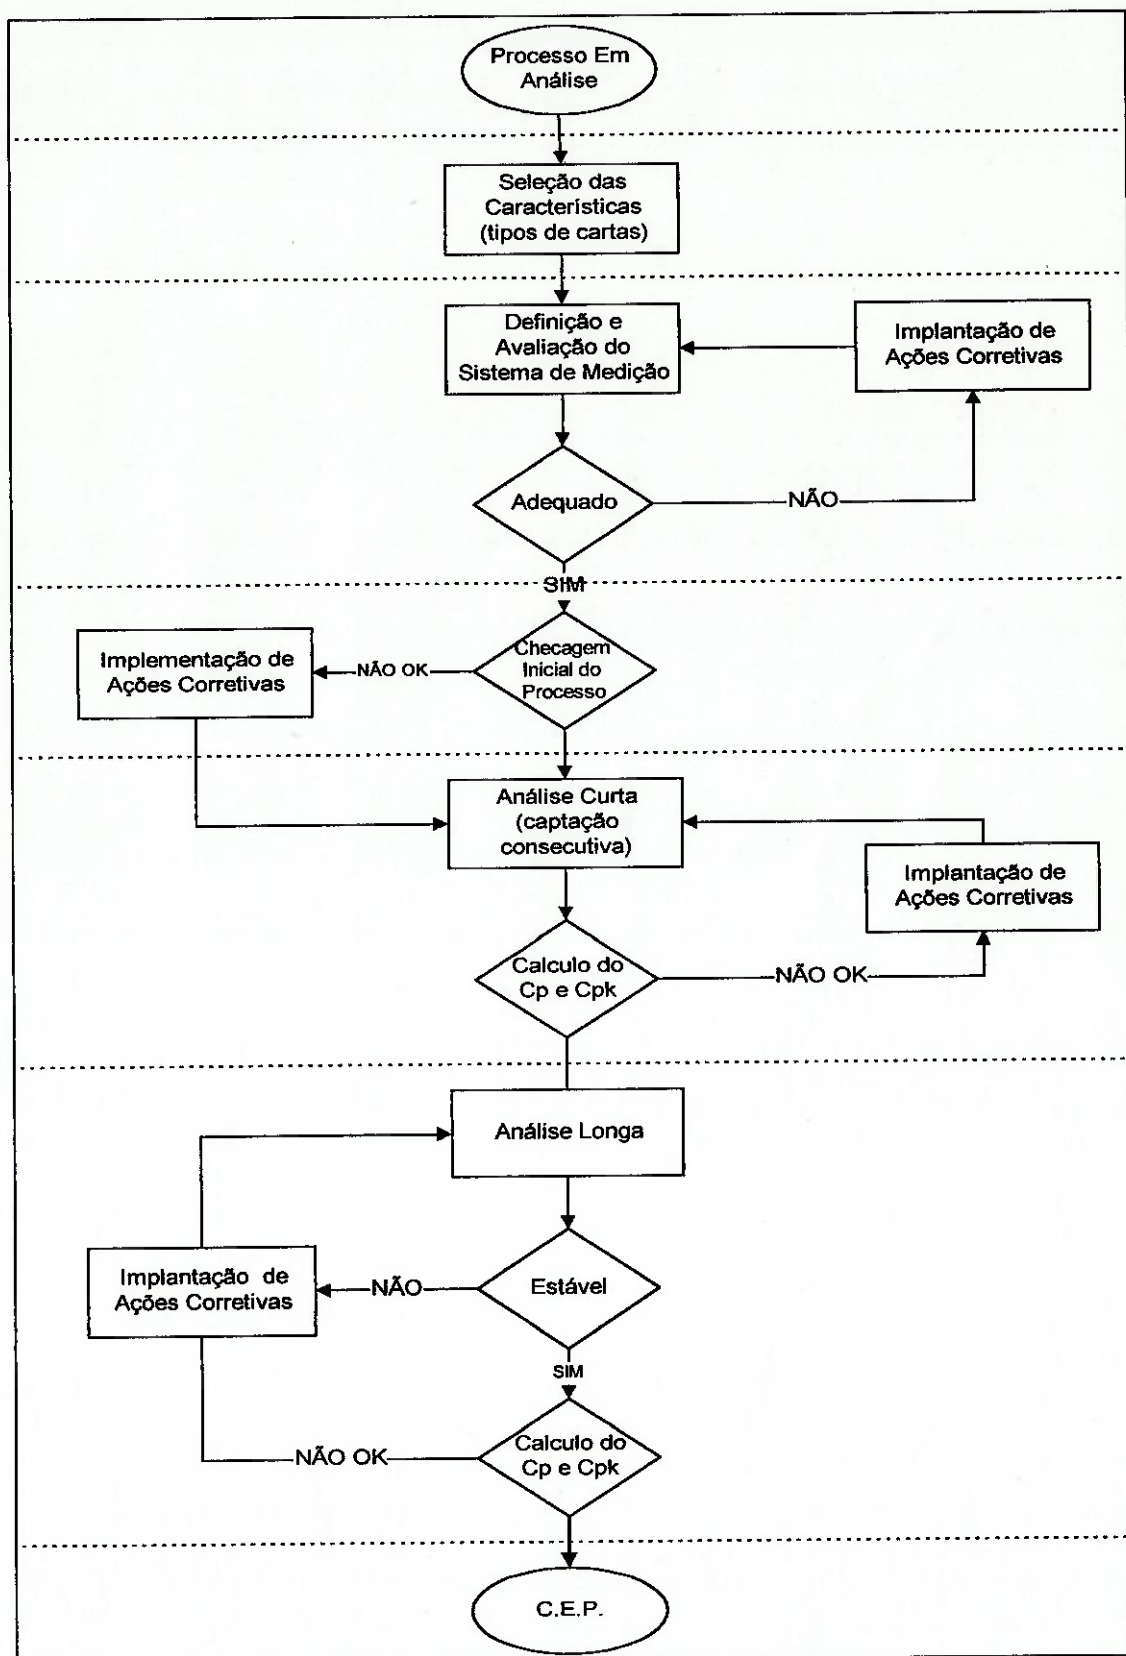 Processo Em
Análise
Seleção das
Características
(tipos de cartas)
Definição e
Avaliação do
Sistema de Medição
Implantação de
Ações Corretivas
Adequado
NÃO
SIM
Checagem
Inicial do
Processo
NÃO OK
Implementação de
Ações Corretivas
Análise Curta
(captação
consecutiva)
Implantação de
Ações Corretivas
Calculo do
Cp e Cpk
NÃO OK
Análise Longa
Implantação de
Ações Corretivas
NÃO
Estável
SIM
NÃO OK
Calculo do
Cp e Cpk
C.E.P.